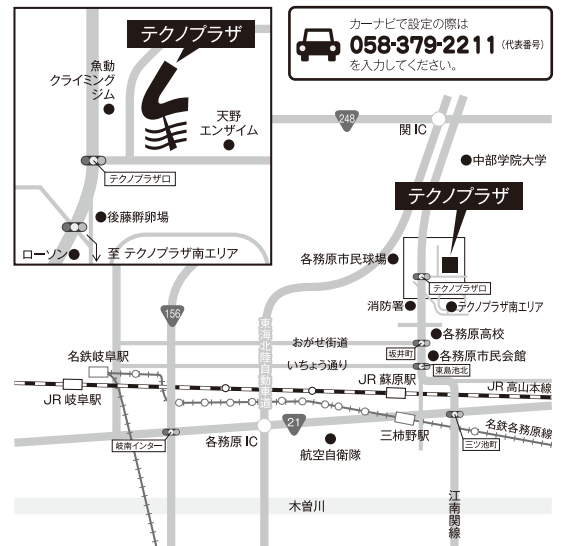 テクノプラザ
魚動
クライミング
ジム
天野
エンザイム
テクノプラザ口
後藤孵卵場
ローソン
至 テクノプラザ南エリア
カーナビで設定の際は
058-379-2211 (代表番号)
を入力してください。
248
関IC
中部学院大学
テクノプラザ
各務原市民球場
テクノプラザ口
消防署
テクノプラザ南エリア
156
東海北陸自動車道
おがせ街道
各務原高校
坂井町
いちょう通り
各務原市民会館
東島池北
名鉄岐阜駅
JR 蘇原駅
JR 高山本線
JR 岐阜駅
21
三柿野駅
名鉄各務原線
岐南インター
各務原 IC
航空自衛隊
三ツ池町
木曽川
江南関線